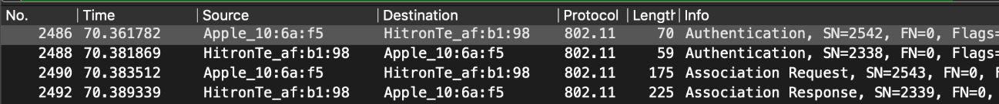 No. Time Source Destination Protocol Length Info
2486 70.361782 Apple_10:6a:f5 HitronTe_af:b1:98 802.11 70 Authentication, SN=2542, FN=0, Flags=
2488 70.381869 HitronTe_af:b1:98 Apple_10:6a:f5 802.11 59 Authentication, SN=2338, FN=0, Flags=
2490 70.383512 Apple_10:6a:f5 HitronTe_af:b1:98 802.11 175 Association Request, SN=2543, FN=0, F
2492 70.389339 HitronTe_af:b1:98 Apple_10:6a:f5 802.11 225 Association Response, SN=2339, FN=0,